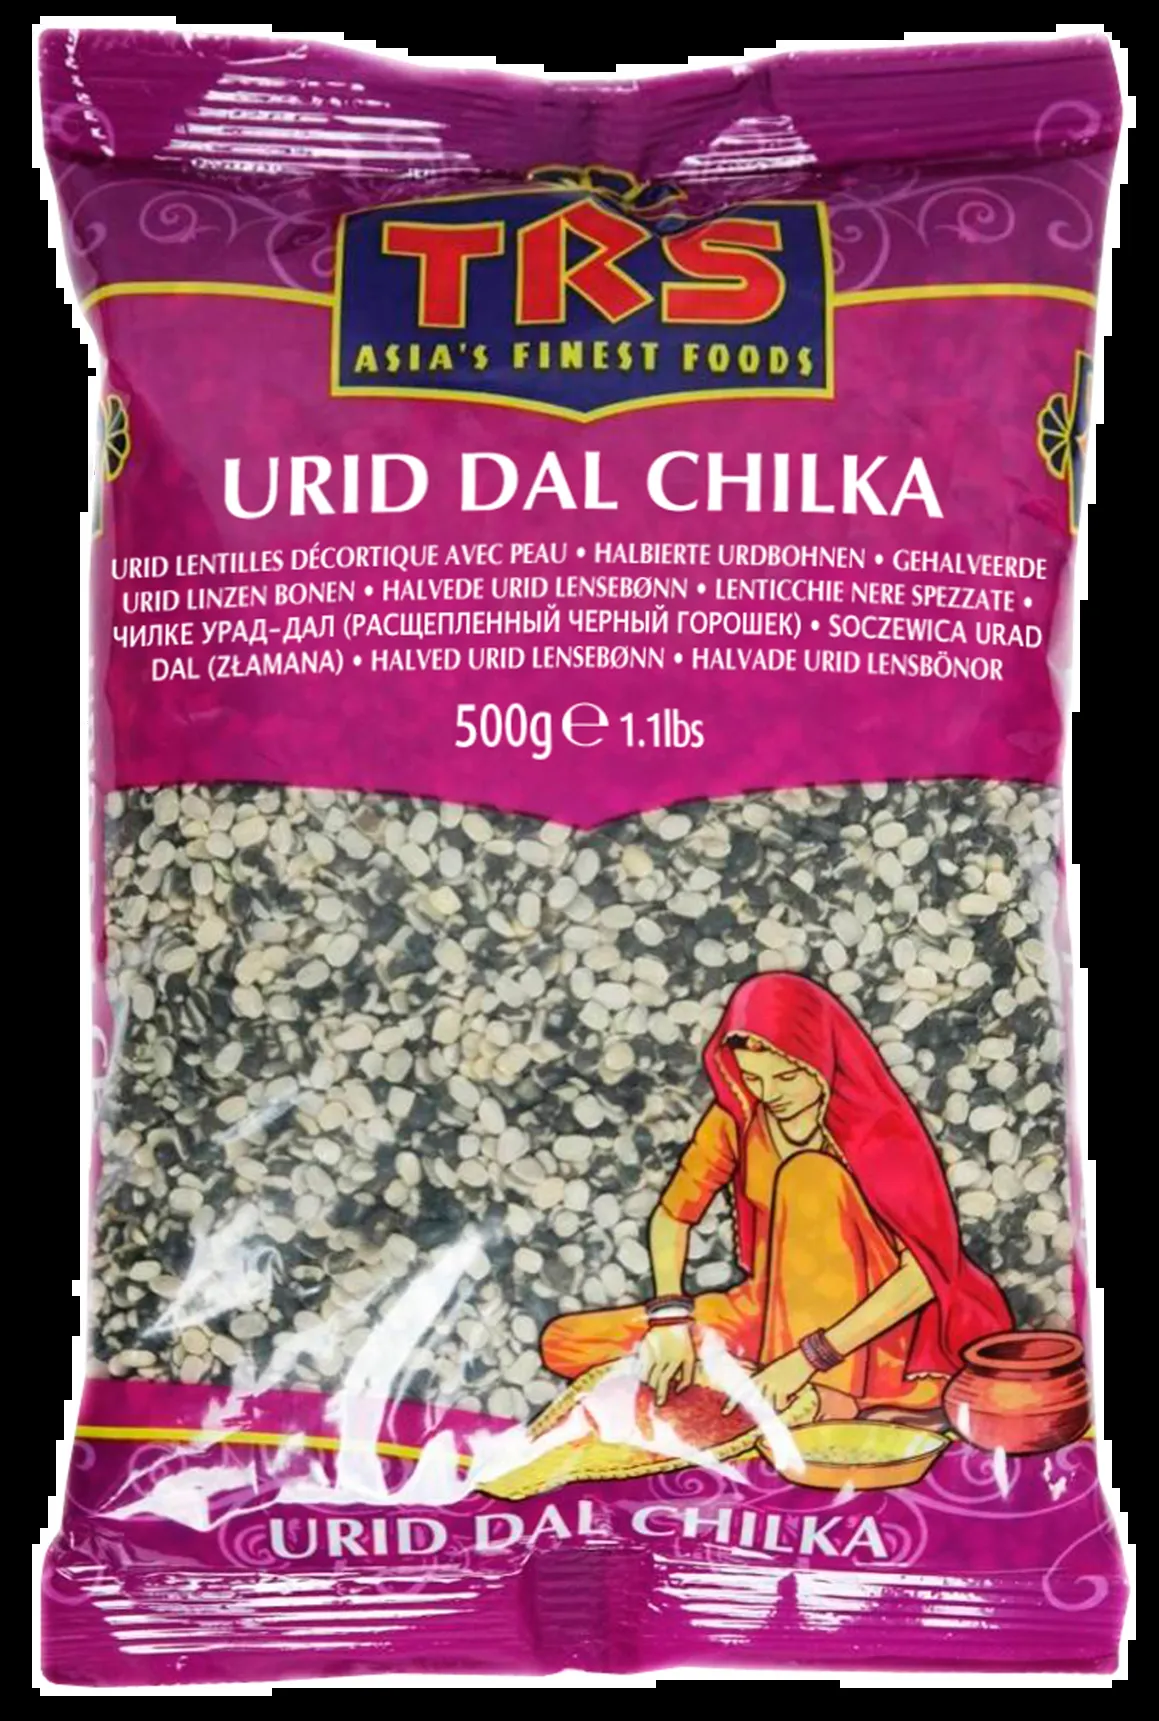 TRS
ASIA'S FINEST FOODS
URID DAL CHILKA
URID LENTILLES DÉCORTIQUE AVEC PEAU • HALBIERTE URDBOHNEN • GEHALVEERDE
URID LINZEN BONEN • HALVEDE URID LENSEBØNN • LENTICCHIE NERE SPEZZATE •
ЧИЛКЕ УРАД-ДАЛ (РАСЩЕПЛЕННЫЙ ЧЕРНЫЙ ГОРОШЕК) • SOCZEWICA URAD
DAL (ZŁAMANA) • HALVED URID LENSEBØNN • HALVADE URID LENSBÖNOR
500g ℮ 1.1lbs
URID DAL CHILKA